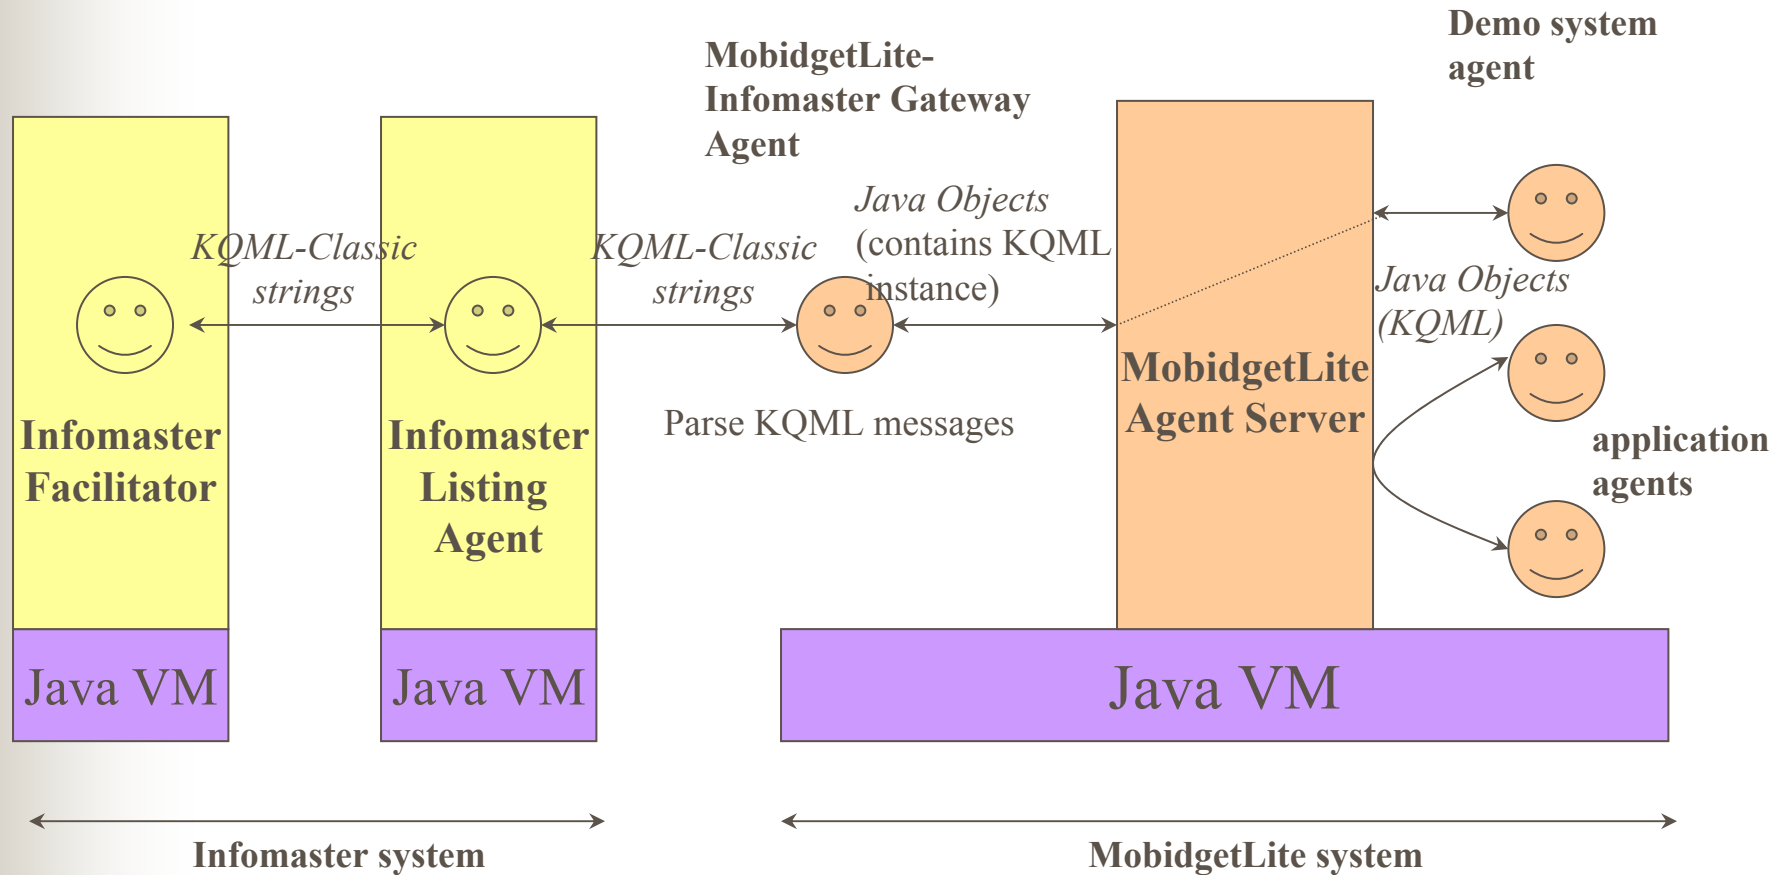 Demo system
agent
MobidgetLite-
Infomaster Gateway
Agent
Java Objects
(contains KQML
instance)
KQML-Classic
strings
KQML-Classic
strings
Java Objects
(KQML)
MobidgetLite
Agent Server
Parse KQML messages
Infomaster
Facilitator
Infomaster
Listing
Agent
application
agents
Java VM
Java VM
Java VM
Infomaster system
MobidgetLite system